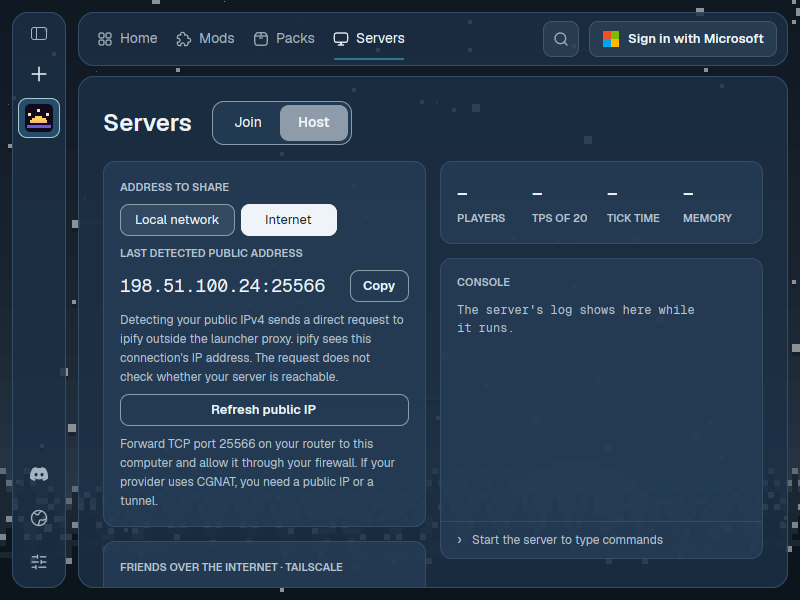 Home
Mods
Packs
Servers
Sign in with Microsoft
Servers
Join
Host
ADDRESS TO SHARE
Local network
Internet
LAST DETECTED PUBLIC ADDRESS
198.51.100.24:25566
Copy
Detecting your public IPv4 sends a direct request to
ipify outside the launcher proxy. ipify sees this
connection's IP address. The request does not
check whether your server is reachable.
Refresh public IP
Forward TCP port 25566 on your router to this
computer and allow it through your firewall. If your
provider uses CGNAT, you need a public IP or a
tunnel.
FRIENDS OVER THE INTERNET · TAILSCALE
– – – –
PLAYERS TPS OF 20 TICK TIME MEMORY
CONSOLE
The server's log shows here while
it runs.
› Start the server to type commands